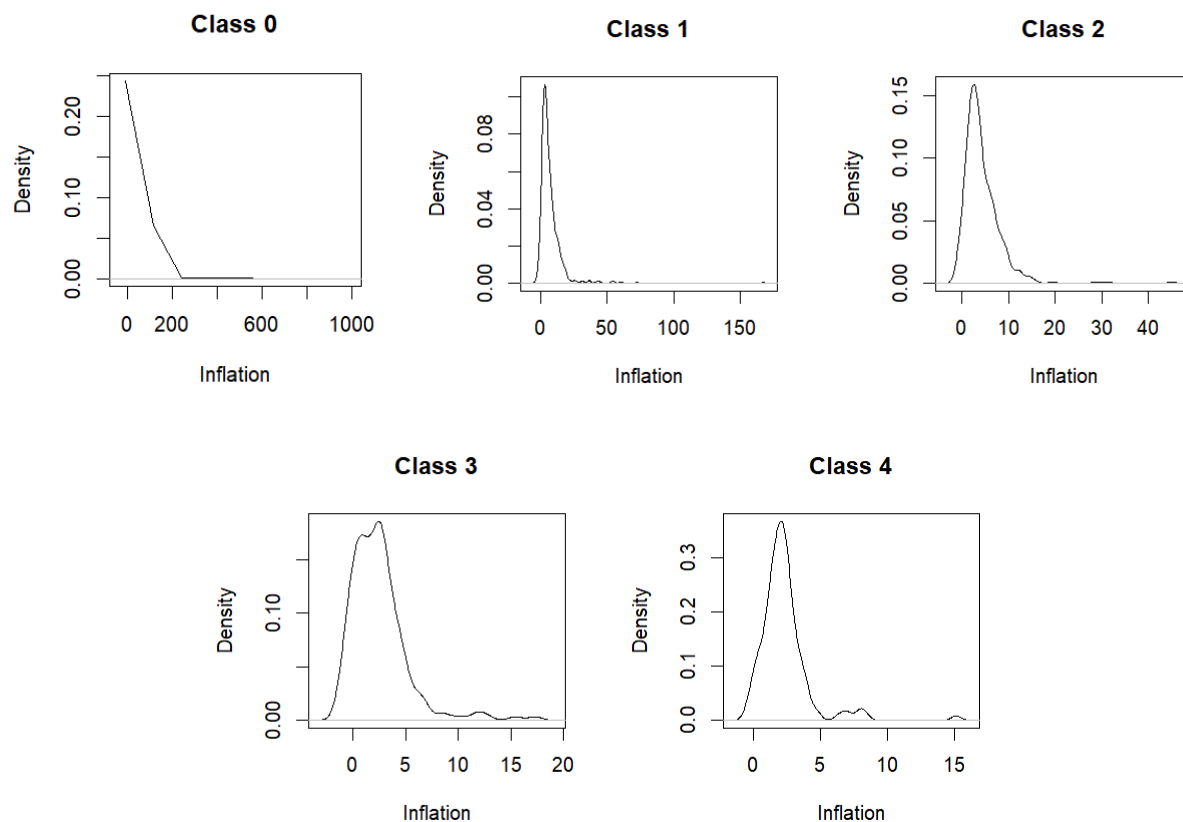 Class 0
Class 1
Class 2
Density
0.00 0.10 0.20
0 200 600 1000
Inflation
Density
0.00 0.04 0.08
0 50 100 150
Inflation
Density
0.00 0.05 0.10 0.15
0 10 20 30 40
Inflation
Class 3
Class 4
Density
0.00 0.10
0 5 10 15 20
Inflation
Density
0.0 0.1 0.2 0.3
0 5 10 15
Inflation